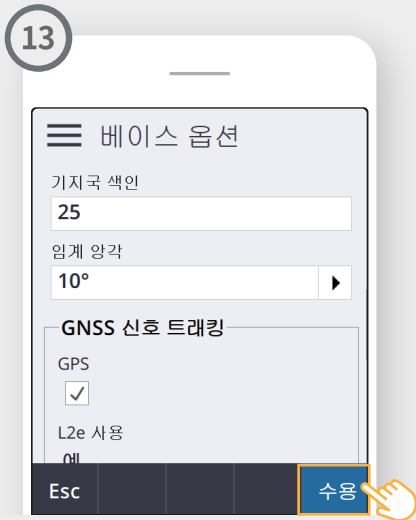 13
베이스 옵션
기지국 색인
25
임계 앙각
10°
GNSS 신호 트래킹
GPS
L2e 사용
예
Esc
수용